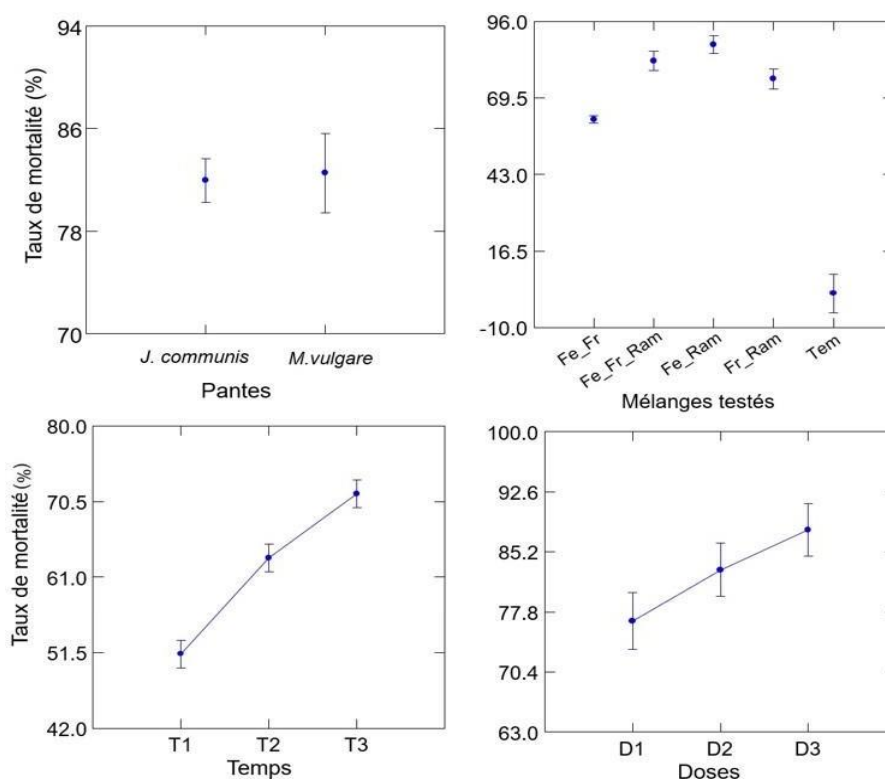 Taux de mortalité (%)
94
86
78
70
J. communis
M.vulgare
Pantes
96.0
69.5
43.0
16.5
-10.0
Fe_Fr
Fe_Fr_Ram
Fe_Ram
Fr_Ram
Tem
Mélanges testés
Taux de mortalité (%)
80.0
70.5
61.0
51.5
42.0
T1
T2
T3
Temps
100.0
92.6
85.2
77.8
70.4
63.0
D1
D2
D3
Doses